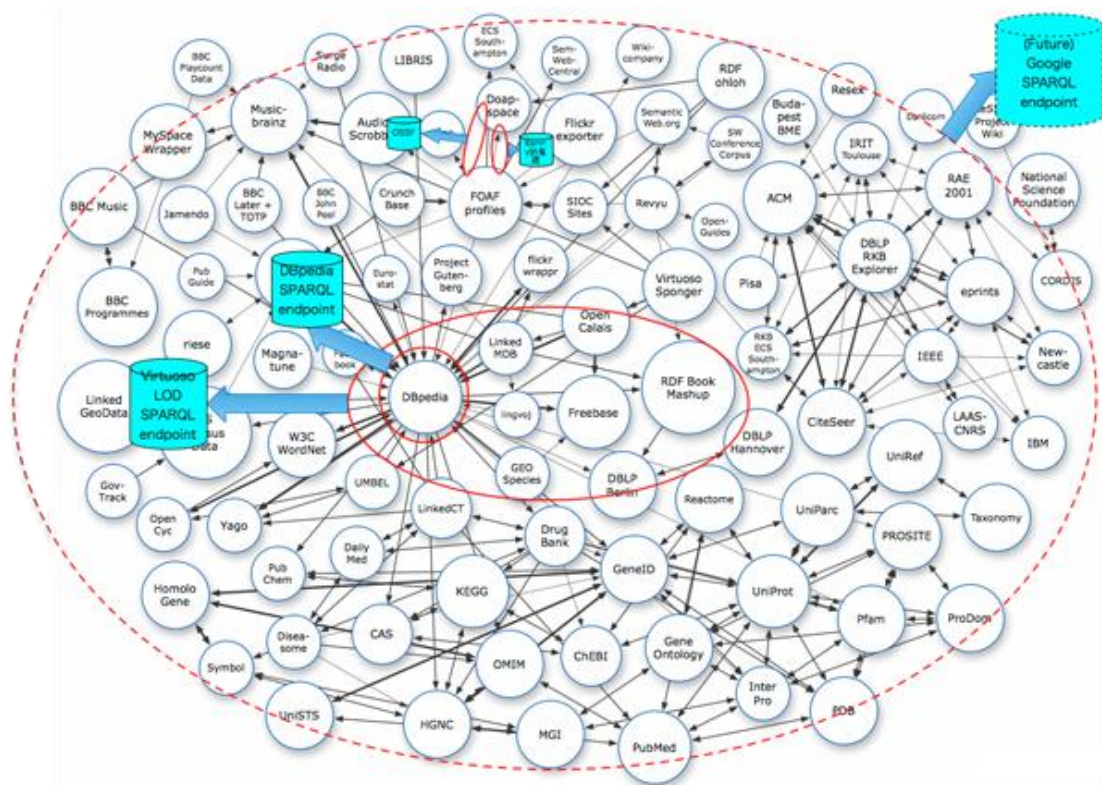 BBC
Playcount
Data
Surge
Radio
LIBRIS
ECS
South-
ampton
Sem-
Web-
Central
Wiki-
company
RDF
ohloh
Resex
(Future)
Google
SPARQL
endpoint
MySpace
Wrapper
Music-
brainz
Audio
Scrobbler
Doap-
space
Flickr
exporter
Semantic
Web.org
SW
Conference
Corpus
Buda-
pest
BME
IRIT
Toulouse
Project
Wiki
National
Science
Foundation
BBC Music
Jamendo
BBC
Later +
TOTP
BBC
John
Peel
Crunch
Base
FOAF
profiles
SIOC
Sites
Revyu
Open-
Guides
ACM
RAE
2001
DBLP
RKB
Explorer
Pub
Guide
BBC
Programmes
DBpedia
SPARQL
endpoint
Euro-
stat
Project
Guten-
berg
flickr
wrappr
Virtuoso
Sponger
Pisa
eprints
CORDIS
riese
Magna-
tune
Linked
MDB
Open
Calais
RKB
ECS
South-
ampton
IEEE
New-
castle
Linked
GeoData
Virtuoso
LOD
SPARQL
endpoint
Data
DBpedia
lingvoj
Freebase
RDF Book
Mashup
CiteSeer
LAAS-
CNRS
IBM
W3C
WordNet
GEO
Species
DBLP
Berlin
DBLP
Hannover
Gov-
Track
Open
Cyc
Yago
UMBEL
LinkedCT
Reactome
UniParc
UniRef
Taxonomy
PROSITE
Daily
Med
Drug
Bank
Pub
Chem
Homolo
Gene
KEGG
GeneID
UniProt
Pfam
ProDom
Disea-
some
CAS
Symbol
OMIM
ChEBI
Gene
Ontology
Inter
Pro
PDB
UniSTS
HGNC
MGI
PubMed